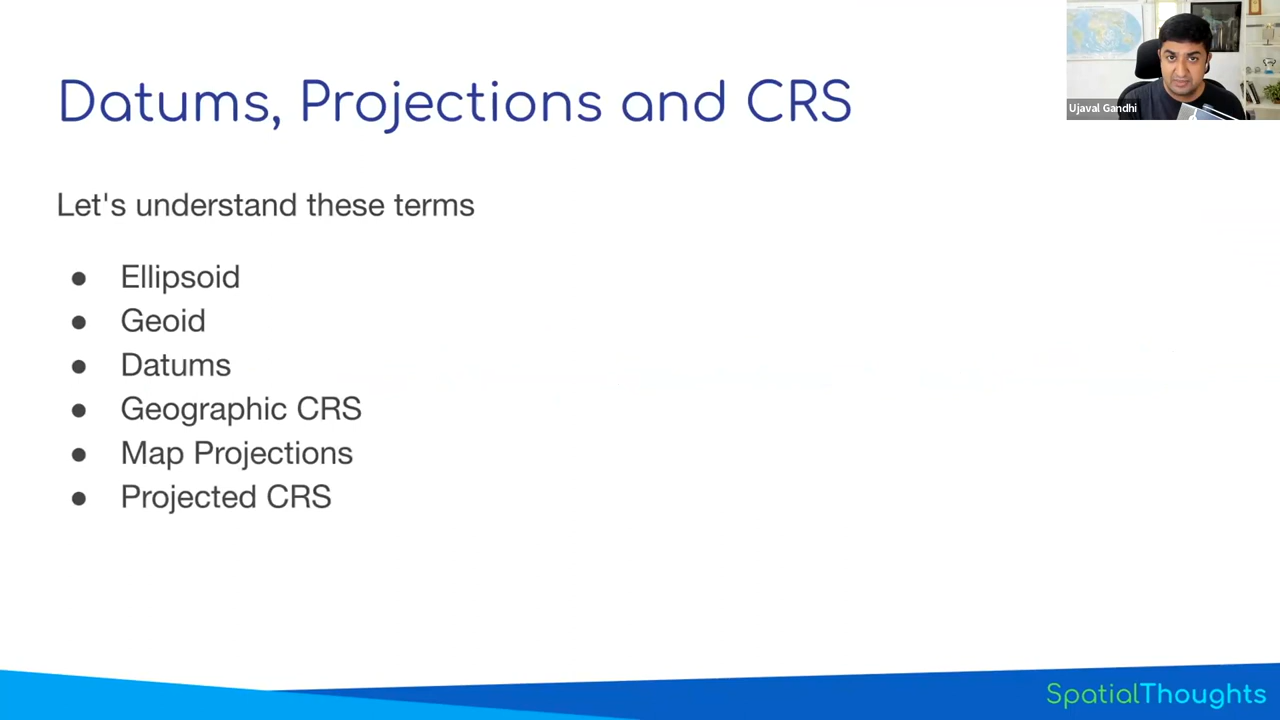 Datums, Projections and CRS
Ujaval Gandhi
Let's understand these terms
● Ellipsoid
● Geoid
● Datums
● Geographic CRS
● Map Projections
● Projected CRS
SpatialThoughts